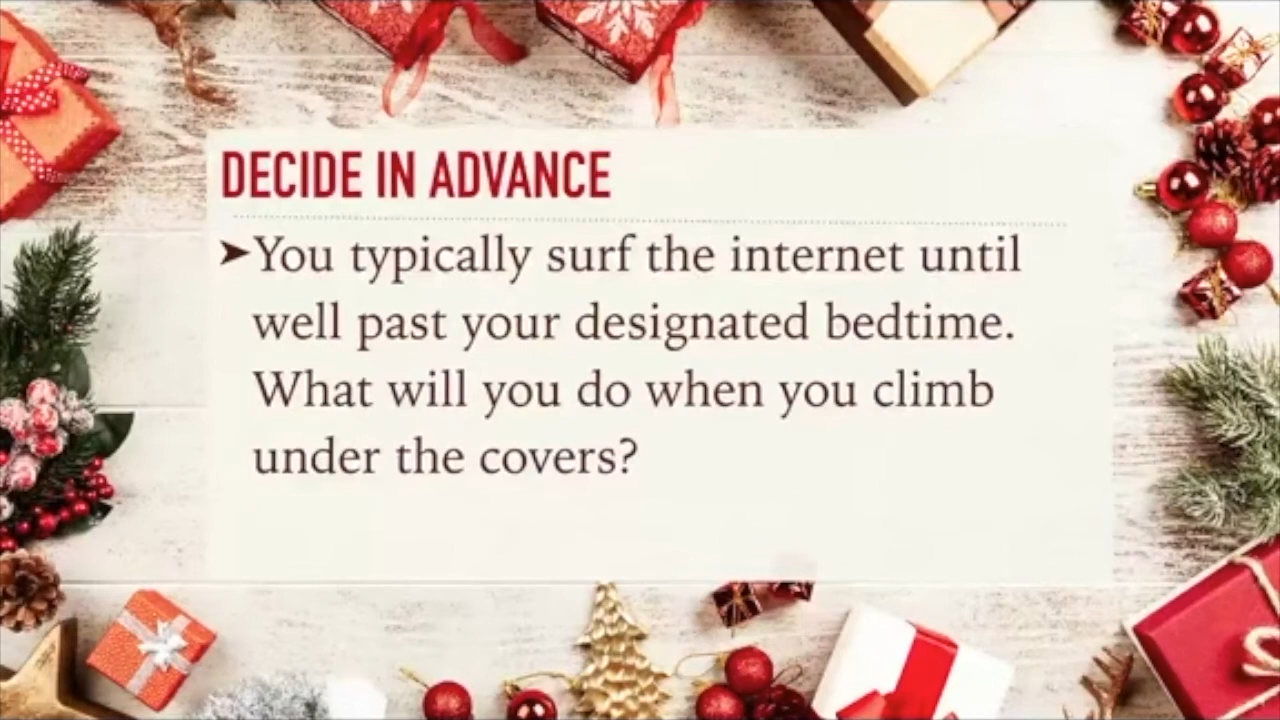 DECIDE IN ADVANCE
➤You typically surf the internet until
well past your designated bedtime.
What will you do when you climb
under the covers?